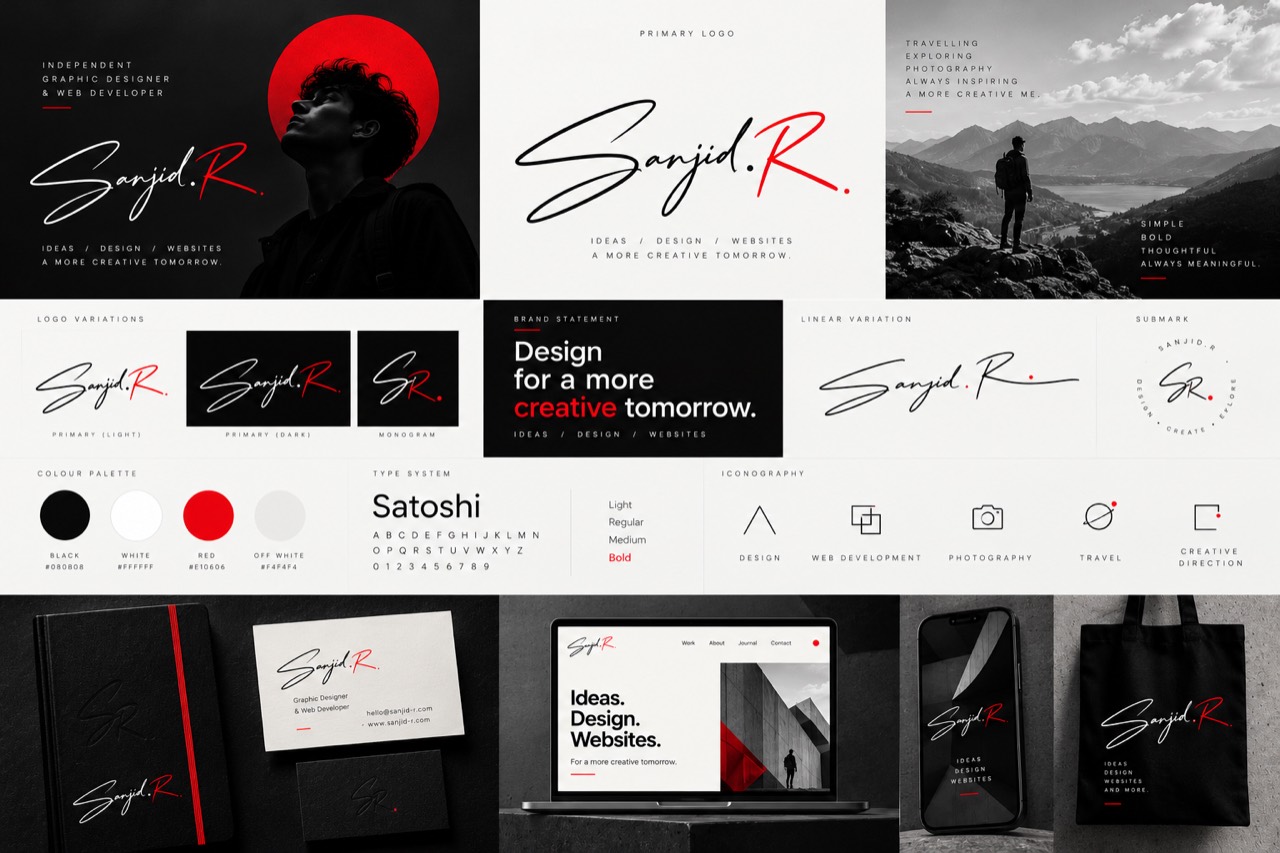 INDEPENDENT
GRAPHIC DESIGNER
& WEB DEVELOPER
Sanjid.R.
IDEAS / DESIGN / WEBSITES
A MORE CREATIVE TOMORROW.
PRIMARY LOGO
Sanjid.R.
IDEAS / DESIGN / WEBSITES
A MORE CREATIVE TOMORROW.
TRAVELLING
EXPLORING
PHOTOGRAPHY
ALWAYS INSPIRING
A MORE CREATIVE ME.
SIMPLE
BOLD
THOUGHTFUL
ALWAYS MEANINGFUL.
LOGO VARIATIONS
Sanjid.R.
PRIMARY (LIGHT)
Sanjid.R.
PRIMARY (DARK)
SR.
MONOGRAM
BRAND STATEMENT
Design
for a more
creative tomorrow.
IDEAS / DESIGN / WEBSITES
LINEAR VARIATION
Sanjid.R.
SUBMARK
SANJID.R
SR.
DESIGN • CREATE • EXPLORE
COLOUR PALETTE
BLACK
#080808
WHITE
#FFFFFF
RED
#E10606
OFF WHITE
#F4F4F4
TYPE SYSTEM
Satoshi
A B C D E F G H I J K L M N
O P Q R S T U V W X Y Z
0 1 2 3 4 5 6 7 8 9
Light
Regular
Medium
Bold
ICONOGRAPHY
DESIGN
WEB DEVELOPMENT
PHOTOGRAPHY
TRAVEL
CREATIVE
DIRECTION
SR
Sanjid.R.
Sanjid.R.
Graphic Designer
& Web Developer
hello@sanjid-r.com
www.sanjid-r.com
SR.
Sanjid.R.
Work About Journal Contact
Ideas.
Design.
Websites.
For a more creative tomorrow.
Sanjid.R.
IDEAS
DESIGN
WEBSITES
Sanjid.R.
IDEAS
DESIGN
WEBSITES
AND MORE.